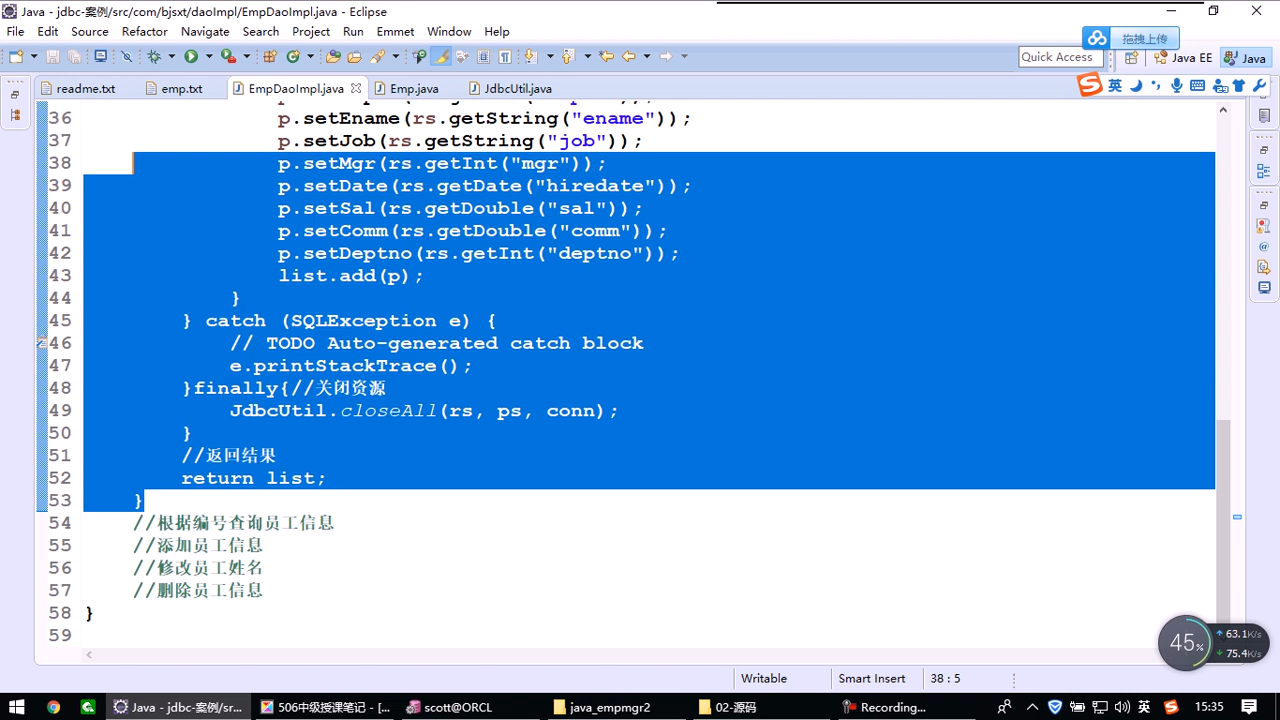 Java - jdbc-案例/src/com/bjsxt/daoImpl/EmpDaoImpl.java - Eclipse
File Edit Source Refactor Navigate Search Project Run Emmet Window Help
拖拽上传
Quick Access
Java EE
Java
readme.txt
emp.txt
EmpDaoImpl.java
Emp.java
JdbcUtil.java
英
36 p.setEname(rs.getString("ename"));
37 p.setJob(rs.getString("job"));
38 p.setMgr(rs.getInt("mgr"));
39 p.setDate(rs.getDate("hiredate"));
40 p.setSal(rs.getDouble("sal"));
41 p.setComm(rs.getDouble("comm"));
42 p.setDeptno(rs.getInt("deptno"));
43 list.add(p);
44 }
45 } catch (SQLException e) {
46 // TODO Auto-generated catch block
47 e.printStackTrace();
48 }finally{//关闭资源
49 JdbcUtil.closeAll(rs, ps, conn);
50 }
51 //返回结果
52 return list;
53 }
54 //根据编号查询员工信息
55 //添加员工信息
56 //修改员工姓名
57 //删除员工信息
58 }
59
45%
63.1K/s
75.4K/s
Writable
Smart Insert
38 : 5
Java - jdbc-案例/sr...
506中级授课笔记 - [...
scott@ORCL
java_empmgr2
02-源码
Recording...
英
15:35